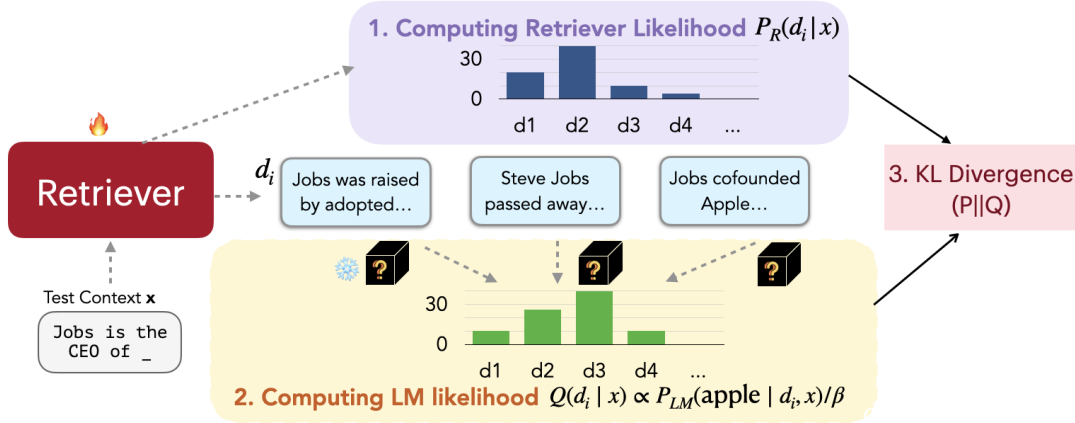 1. Computing Retriever Likelihood P_R(d_i|x)
30
0
d1 d2 d3 d4 ...
Retriever
d_i
Jobs was raised
by adopted...
Steve Jobs
passed away...
Jobs cofounded
Apple...
3. KL Divergence
(P||Q)
Test Context x
Jobs is the
CEO of _
?
?
?
30
0
d1 d2 d3 d4 ...
2. Computing LM likelihood Q(d_i | x) ∝ P_LM(apple | d_i, x)/β